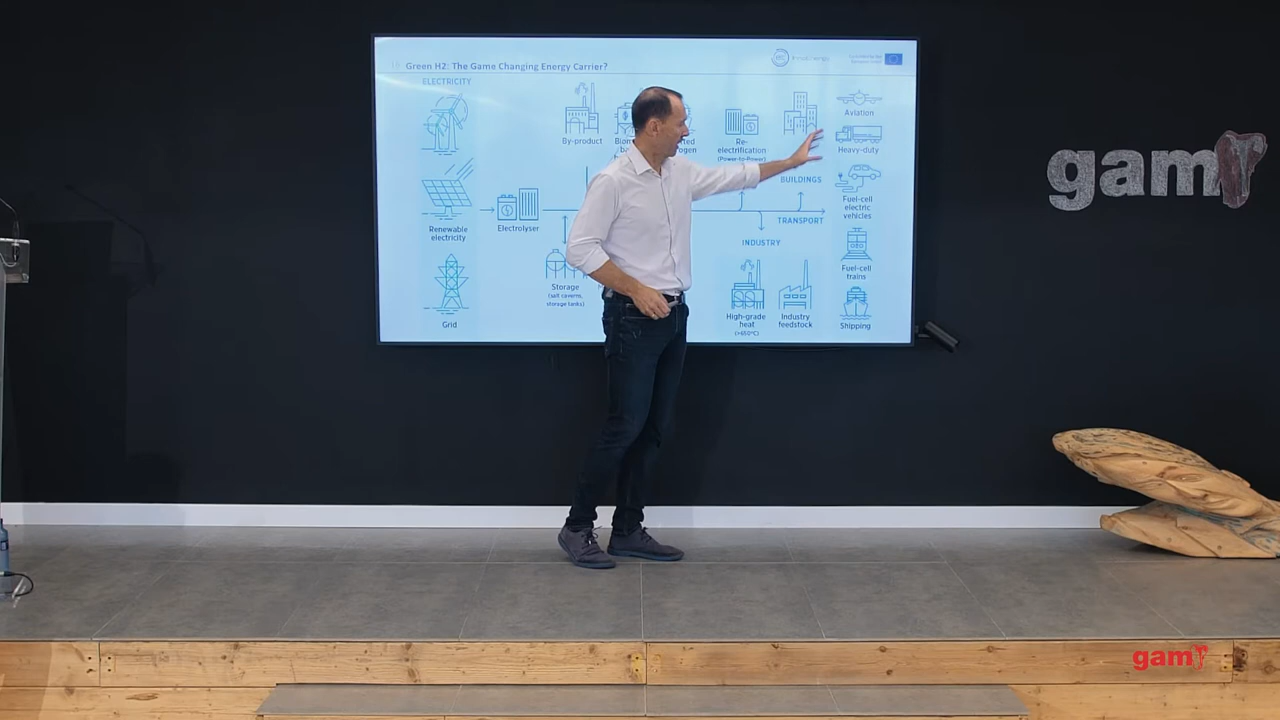 Green H2: The Game Changing Energy Carrier?
ELECTRICITY
Renewable
electricity
Grid
Electrolyser
Storage
(salt caverns,
storage tanks)
By-product
Re-
electrification
(Power-to-Power)
BUILDINGS
TRANSPORT
INDUSTRY
High-grade
heat
(>650°C)
Industry
feedstock
Aviation
Heavy-duty
Fuel-cell
electric
vehicles
Fuel-cell
trains
Shipping
gam
gam